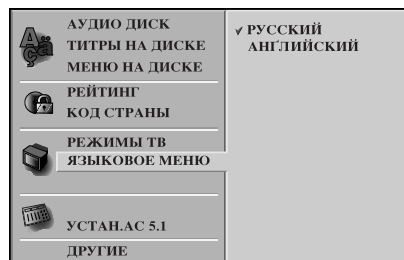 АУДИО ДИСК
ТИТРЫ НА ДИСКЕ
МЕНЮ НА ДИСКЕ
РЕЙТИНГ
КОД СТРАНЫ
РЕЖИМЫ ТВ
ЯЗЫКОВОЕ МЕНЮ
УСТАН.АС 5.1
ДРУГИЕ
✓ РУССКИЙ
АНГЛИЙСКИЙ